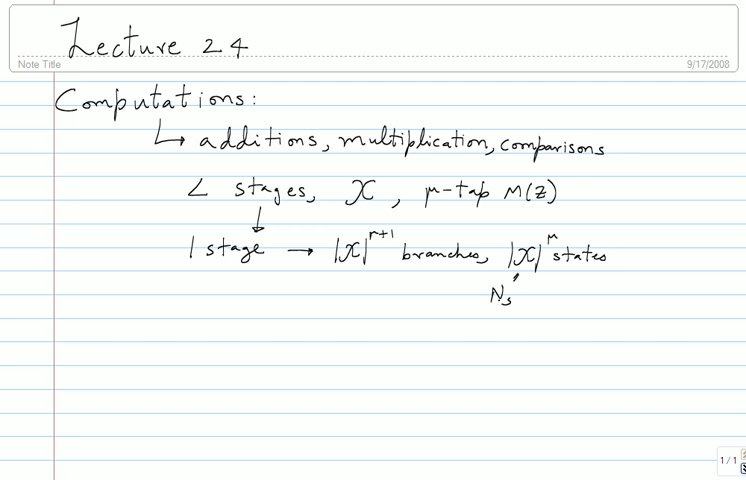 Lecture 24
Note Title
9/17/2008
Computations:
↳ additions, multiplication, comparisons
L stages, 𝒳, μ-tap M(z)
↓
1 stage → |𝒳|^{μ+1} branches, |𝒳|^μ states
N_s
1/1